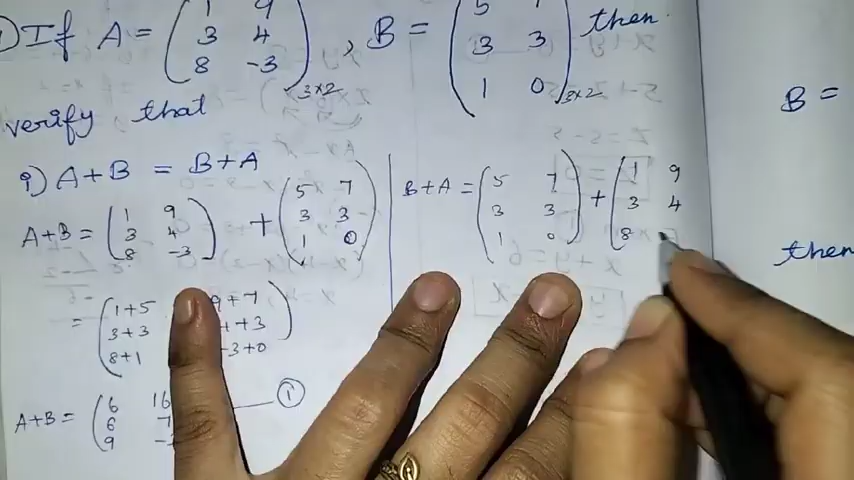 1) If A = ( 1 9 3 4 8 -3 )3×2 , B = ( 5 7 3 3 1 0 )3×2 then
verify that
i) A+B = B+A
A+B = ( 1 9 3 4 8 -3 ) + ( 5 7 3 3 1 0 )
= ( 1+5 9+7 3+3 +3 8+1 -3+0 )
A+B = ( 6 16 6 7 9 - ) ①
B+A = ( 5 7 3 3 1 0 ) + ( 1 9 3 4 8
B =
then